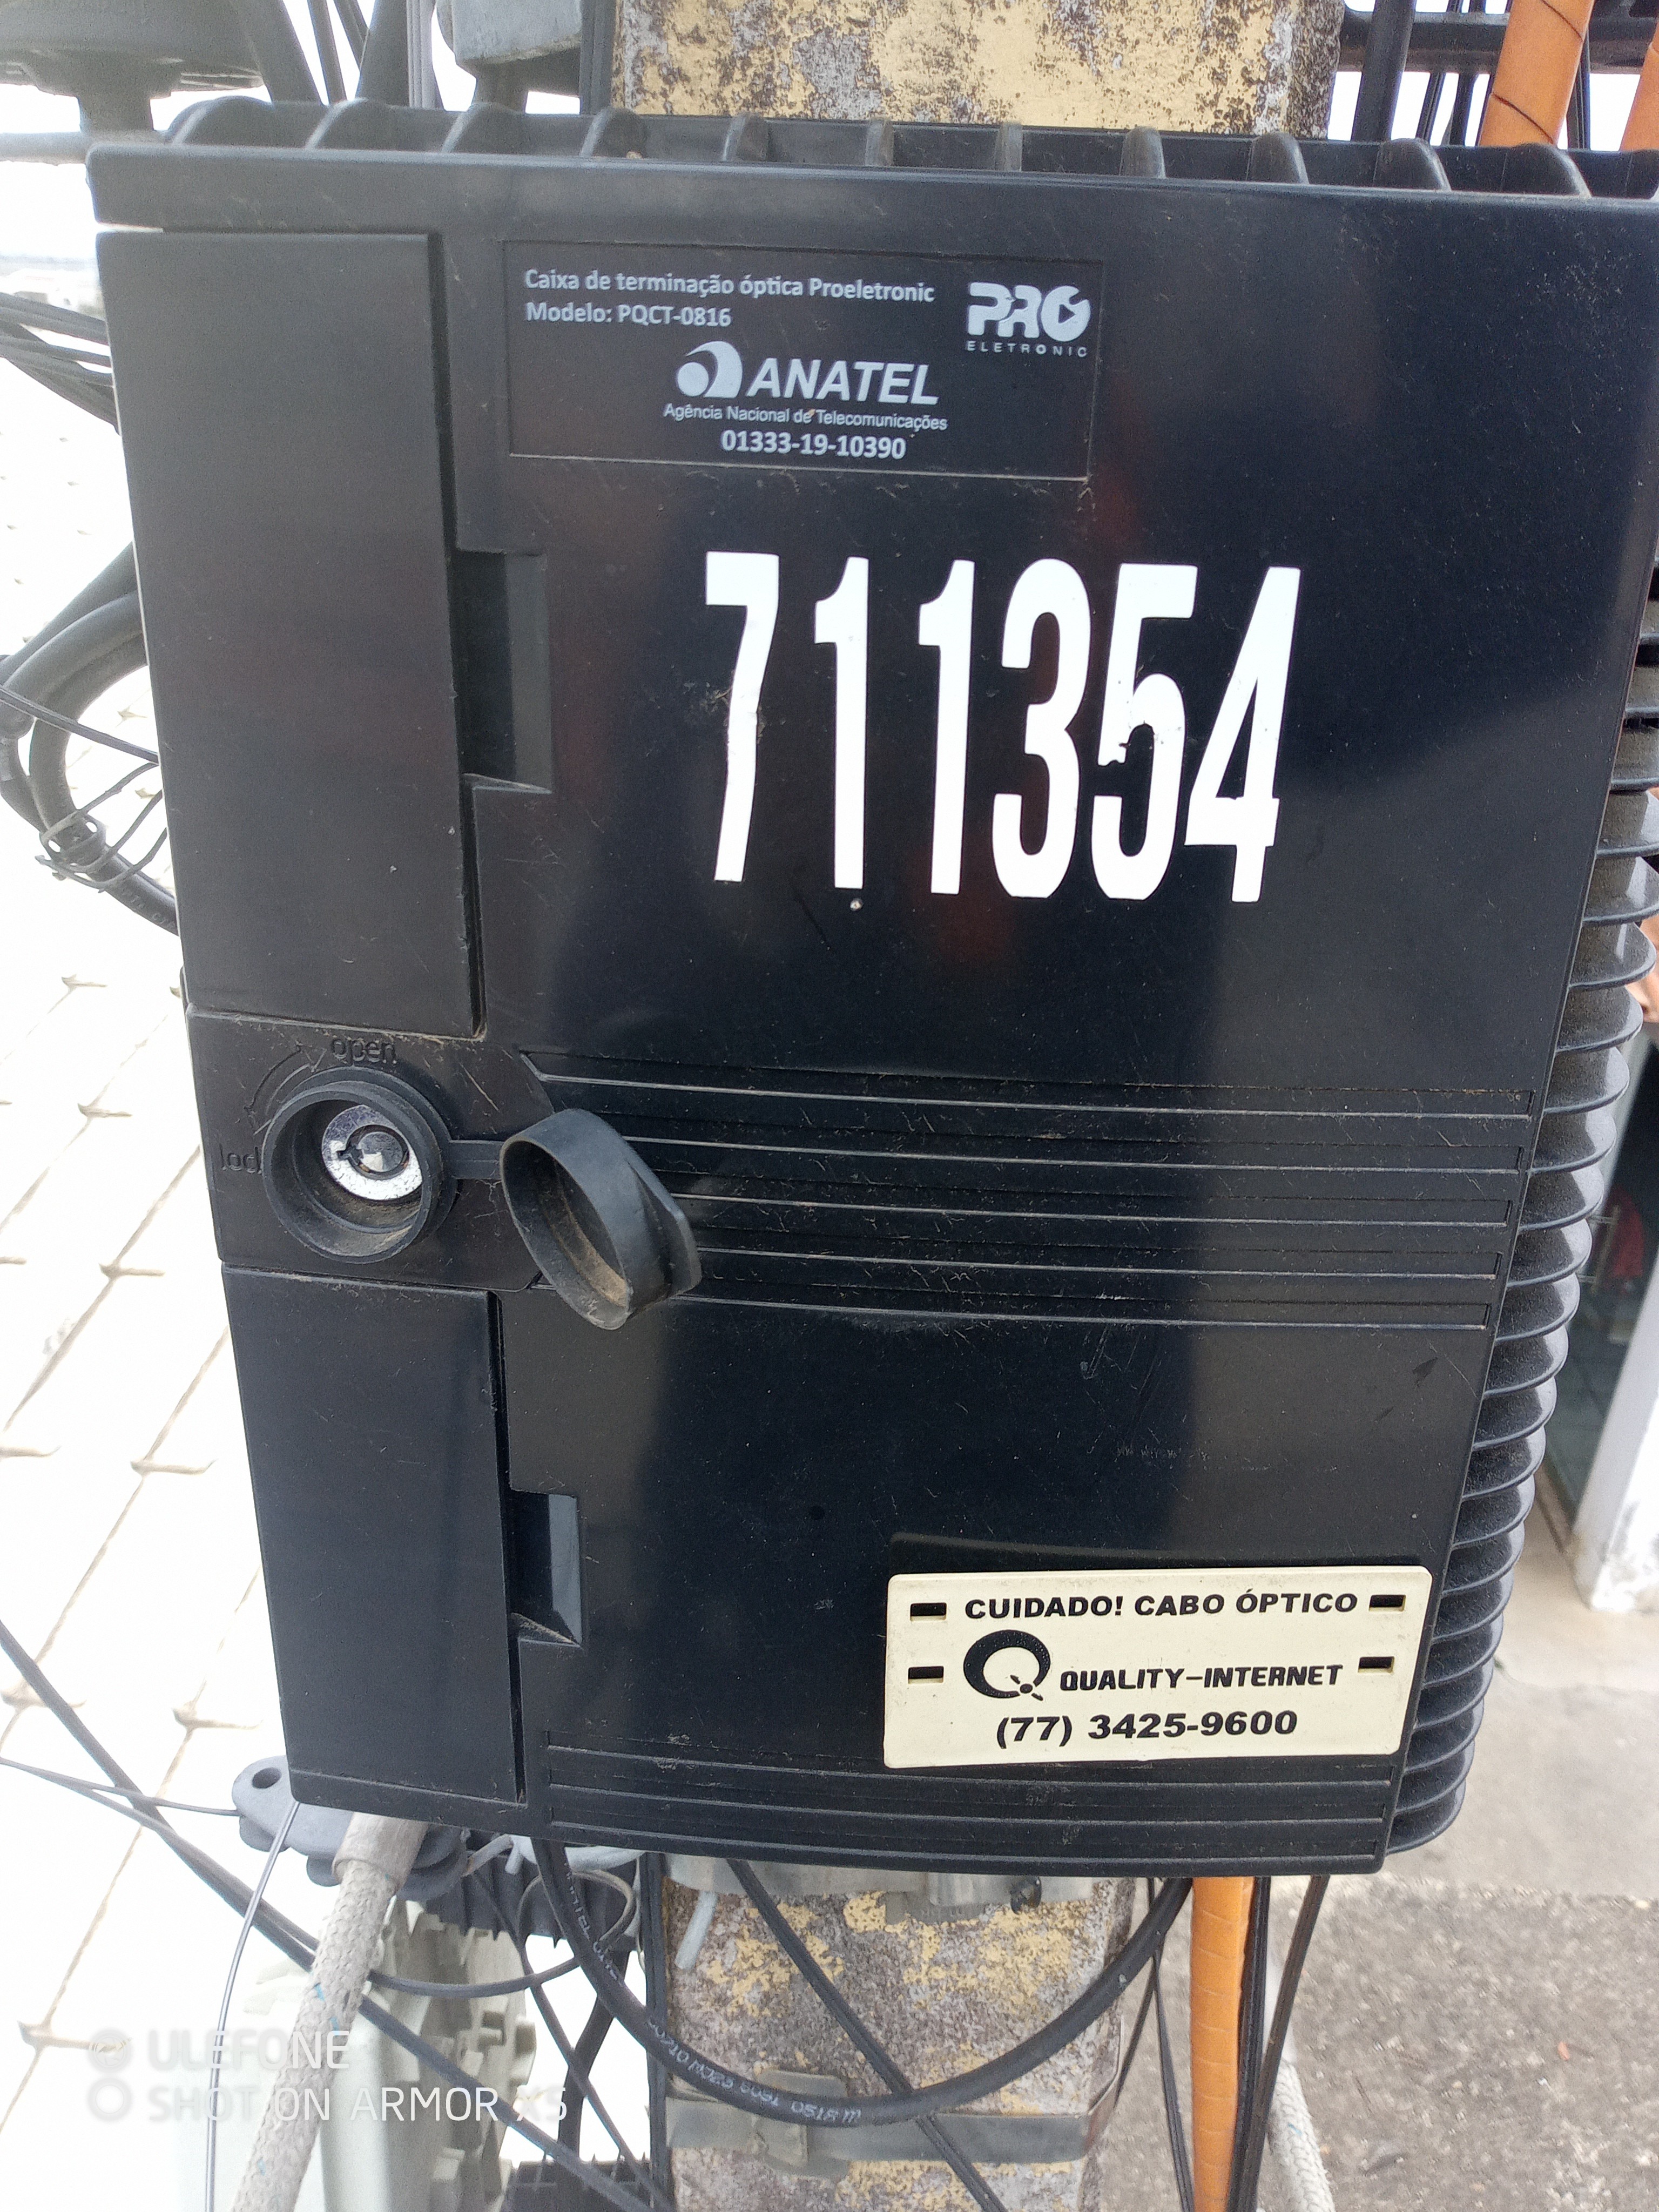 Caixa de terminação óptica Proeletronic
Modelo: PQCT-0816
PRO
ELETRONIC
ANATEL
Agência Nacional de Telecomunicações
01333-19-10390
711354
open
loc
CUIDADO! CABO ÓPTICO
QUALITY-INTERNET
(77) 3425-9600
ULEFONE
SHOT ON ARMOR X5